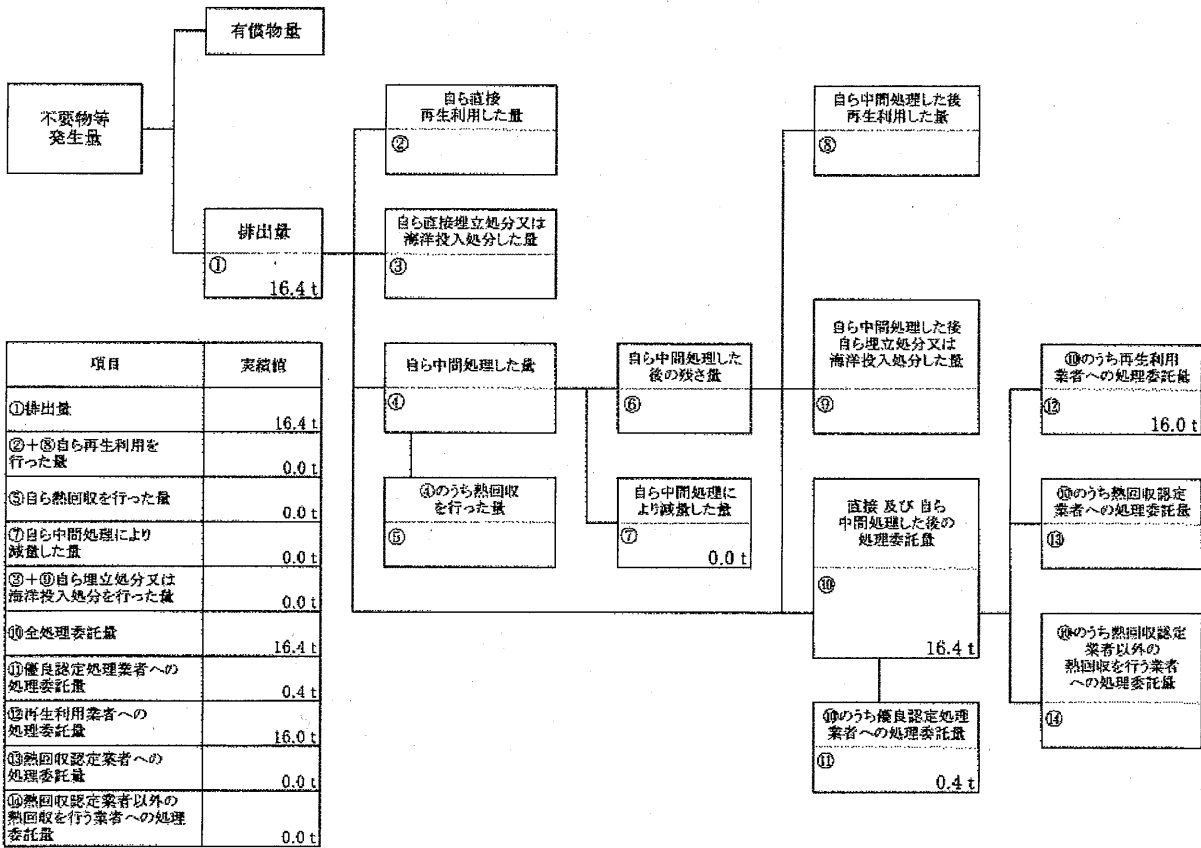 有償物量
不要物等
発生量
排出量
①
16.4 t
自ら直接
再生利用した量
②
自ら直接埋立処分又は
海洋投入処分した量
③
自ら中間処理した量
④
④のうち熱回収
を行った量
⑤
自ら中間処理した
後の残さ量
⑥
自ら中間処理に
より減量した量
⑦
0.0 t
自ら中間処理した後
再生利用した量
⑧
自ら中間処理した後
自ら埋立処分又は
海洋投入処分した量
⑨
直接 及び 自ら
中間処理した後の
処理委託量
⑩
16.4 t
⑩のうち優良認定処理
業者への処理委託量
⑪
0.4 t
⑩のうち再生利用
業者への処理委託量
⑫
16.0 t
⑩のうち熱回収認定
業者への処理委託量
⑬
⑩のうち熱回収認定
業者以外の
熱回収を行う業者
への処理委託量
⑭
項目 実績値
①排出量 16.4 t
②+⑧自ら再生利用を
行った量 0.0 t
⑤自ら熱回収を行った量 0.0 t
⑦自ら中間処理により
減量した量 0.0 t
③+⑨自ら埋立処分又は
海洋投入処分を行った量 0.0 t
⑩全処理委託量 16.4 t
⑪優良認定処理業者への
処理委託量 0.4 t
⑫再生利用業者への
処理委託量 16.0 t
⑬熱回収認定業者への
処理委託量 0.0 t
⑭熱回収認定業者以外の
熱回収を行う業者への処理
委託量 0.0 t